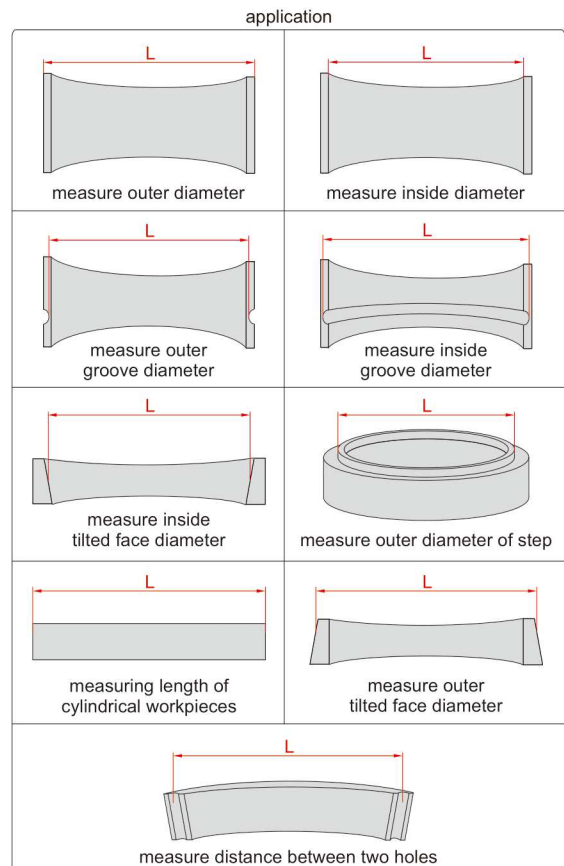 application
L
L
measure outer diameter
measure inside diameter
L
L
measure outer
groove diameter
measure inside
groove diameter
L
L
measure inside
tilted face diameter
measure outer diameter of step
L
L
measuring length of
cylindrical workpieces
measure outer
tilted face diameter
L
measure distance between two holes